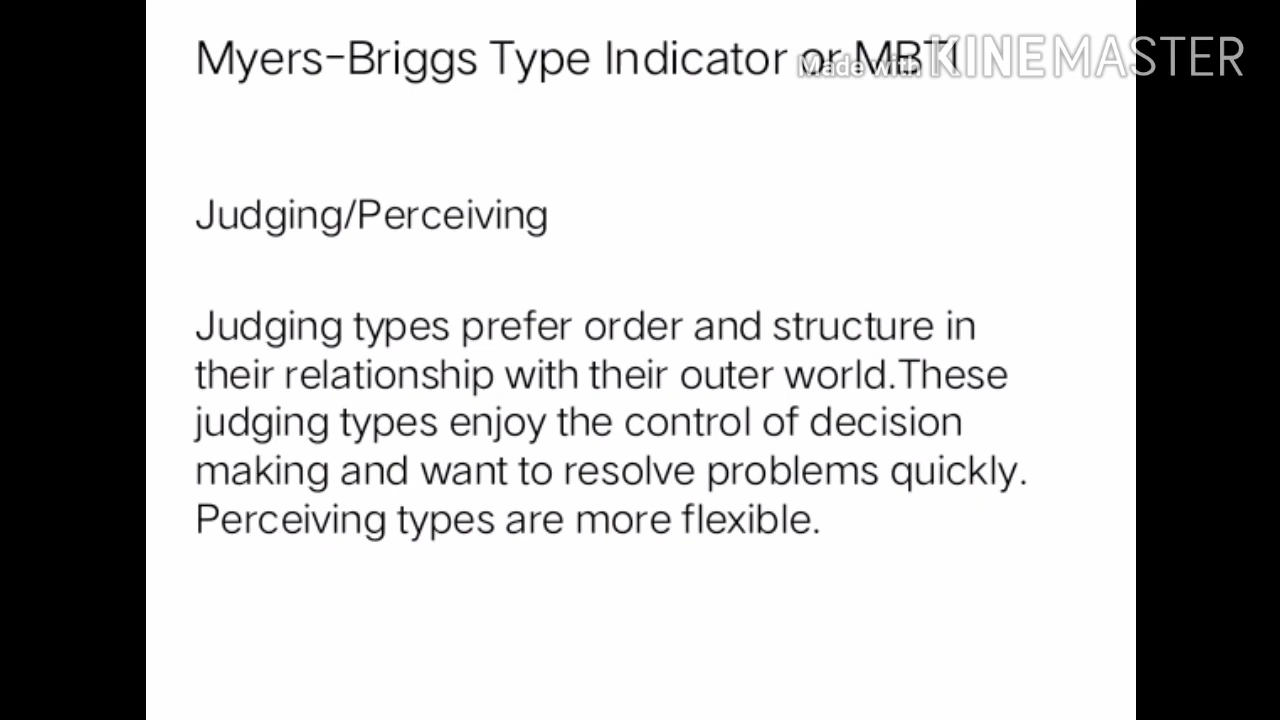 Myers-Briggs Type Indicator or MBTI
Made with KINEMASTER
Judging/Perceiving
Judging types prefer order and structure in
their relationship with their outer world.These
judging types enjoy the control of decision
making and want to resolve problems quickly.
Perceiving types are more flexible.